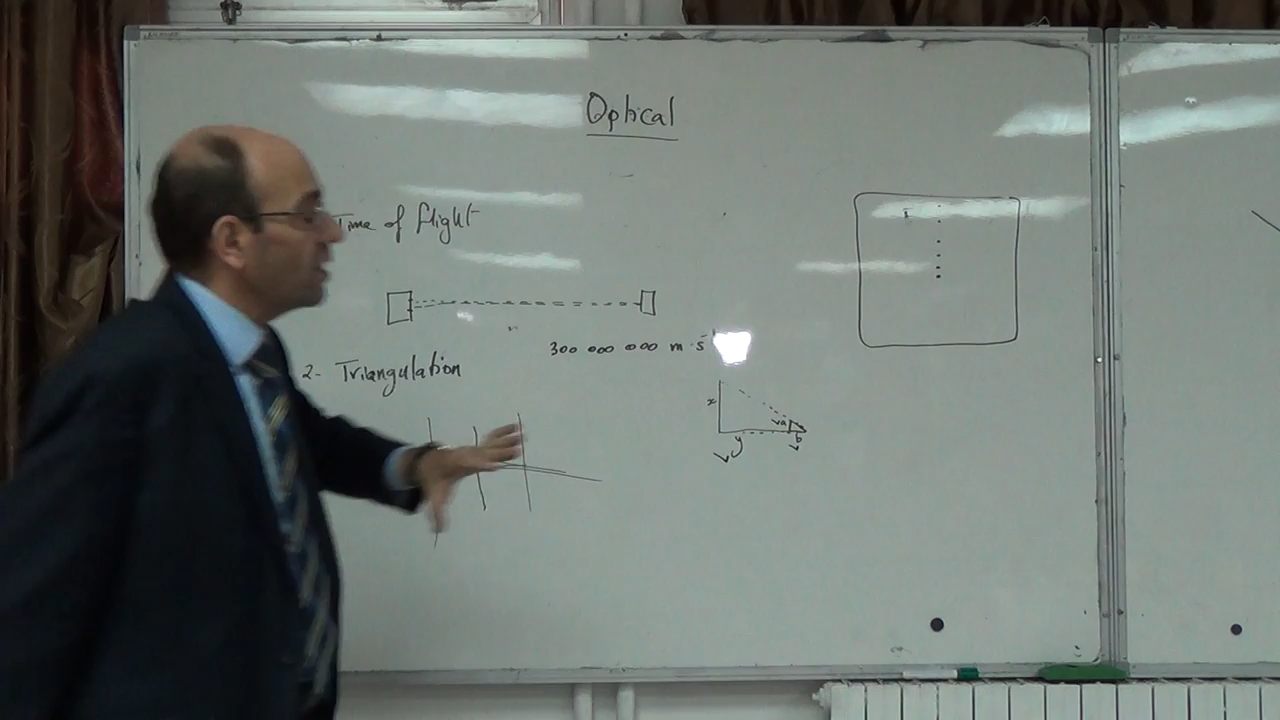 Optical
Time of flight
300 000 000 m·s
2- Triangulation
x
y
b